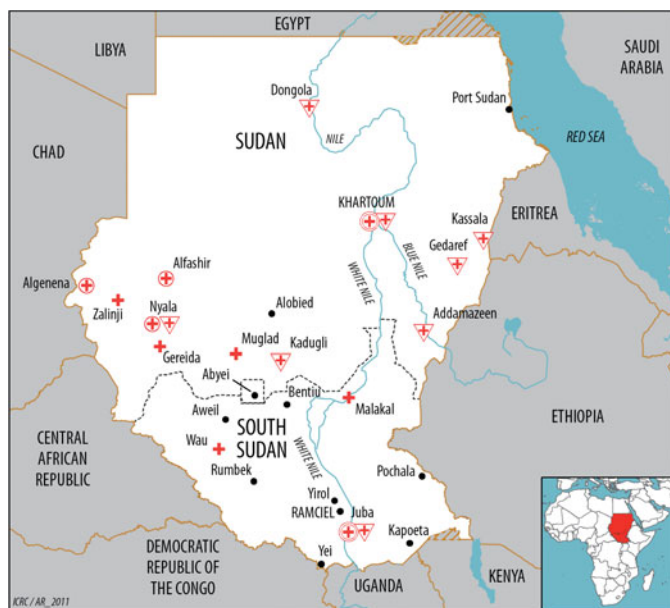 EGYPT
LIBYA
SAUDI
ARABIA
Dongola
Port Sudan
RED SEA
SUDAN
NILE
CHAD
KHARTOUM
Kassala
ERITREA
Gedaref
Alfashir
Algenena
WHITE NILE
BLUE NILE
Zalinji
Nyala
Alobied
Addamazeen
Muglad
Kadugli
Gereida
Abyei
Bentiu
Malakal
Aweil
SOUTH
SUDAN
ETHIOPIA
CENTRAL
AFRICAN
REPUBLIC
Wau
WHITE NILE
Rumbek
Pochala
Yirol
RAMCIEL
Juba
Kapoeta
DEMOCRATIC
REPUBLIC OF
THE CONGO
Yei
UGANDA
KENYA
ICRC / AR_2011